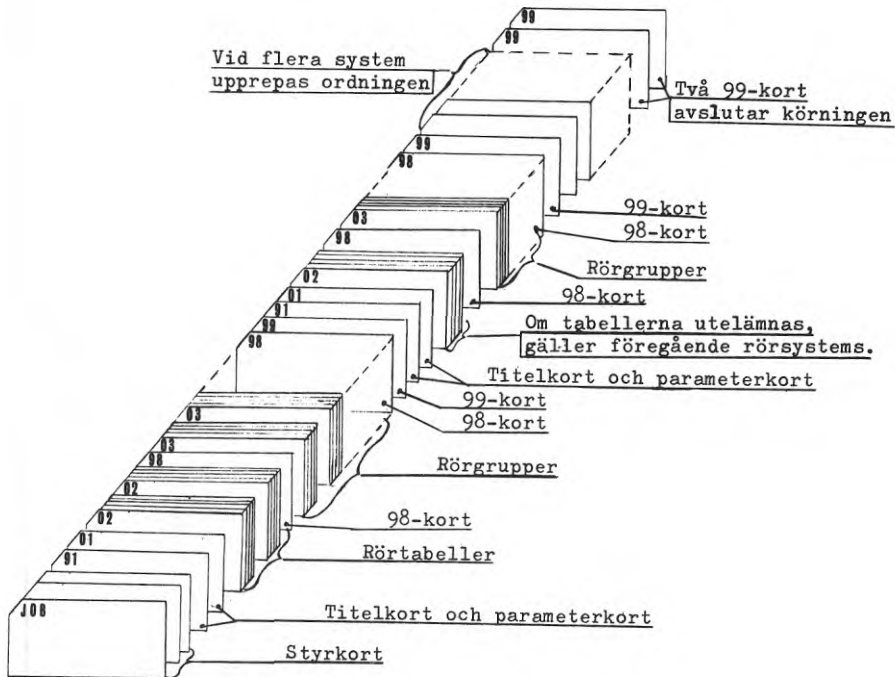 99
99
Vid flera system
upprepas ordningen
Två 99-kort
avslutar körningen
99
98
99-kort
98-kort
03
Rörgrupper
98
98-kort
02
Om tabellerna utelämnas,
gäller föregående rörsystems.
01
91
Titelkort och parameterkort
99
98
99-kort
98-kort
03
03
Rörgrupper
98
02
02
98-kort
Rörtabeller
01
91
Titelkort och parameterkort
JOB
Styrkort